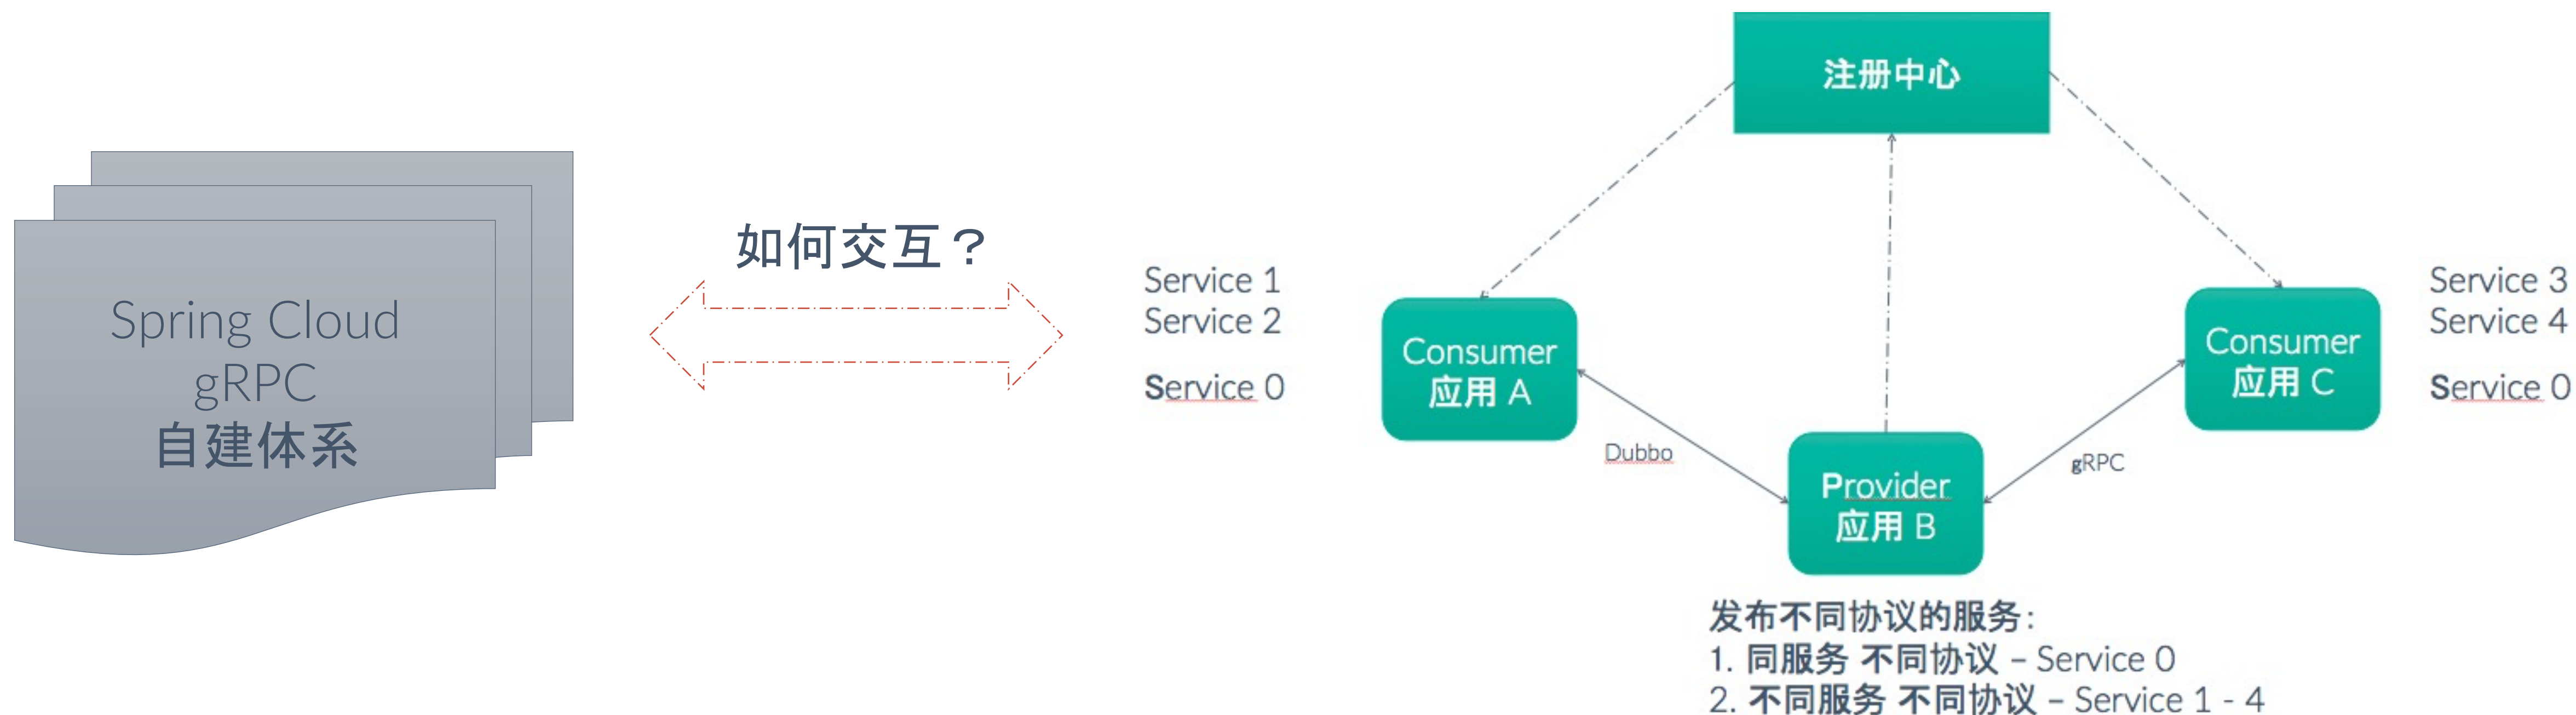 Spring Cloud
gRPC
自建体系
如何交互？
注册中心
Service 1
Service 2
Service 0
Consumer
应用 A
Dubbo
Provider
应用 B
gRPC
Consumer
应用 C
Service 3
Service 4
Service 0
发布不同协议的服务：
1. 同服务 不同协议 – Service 0
2. 不同服务 不同协议 – Service 1 - 4